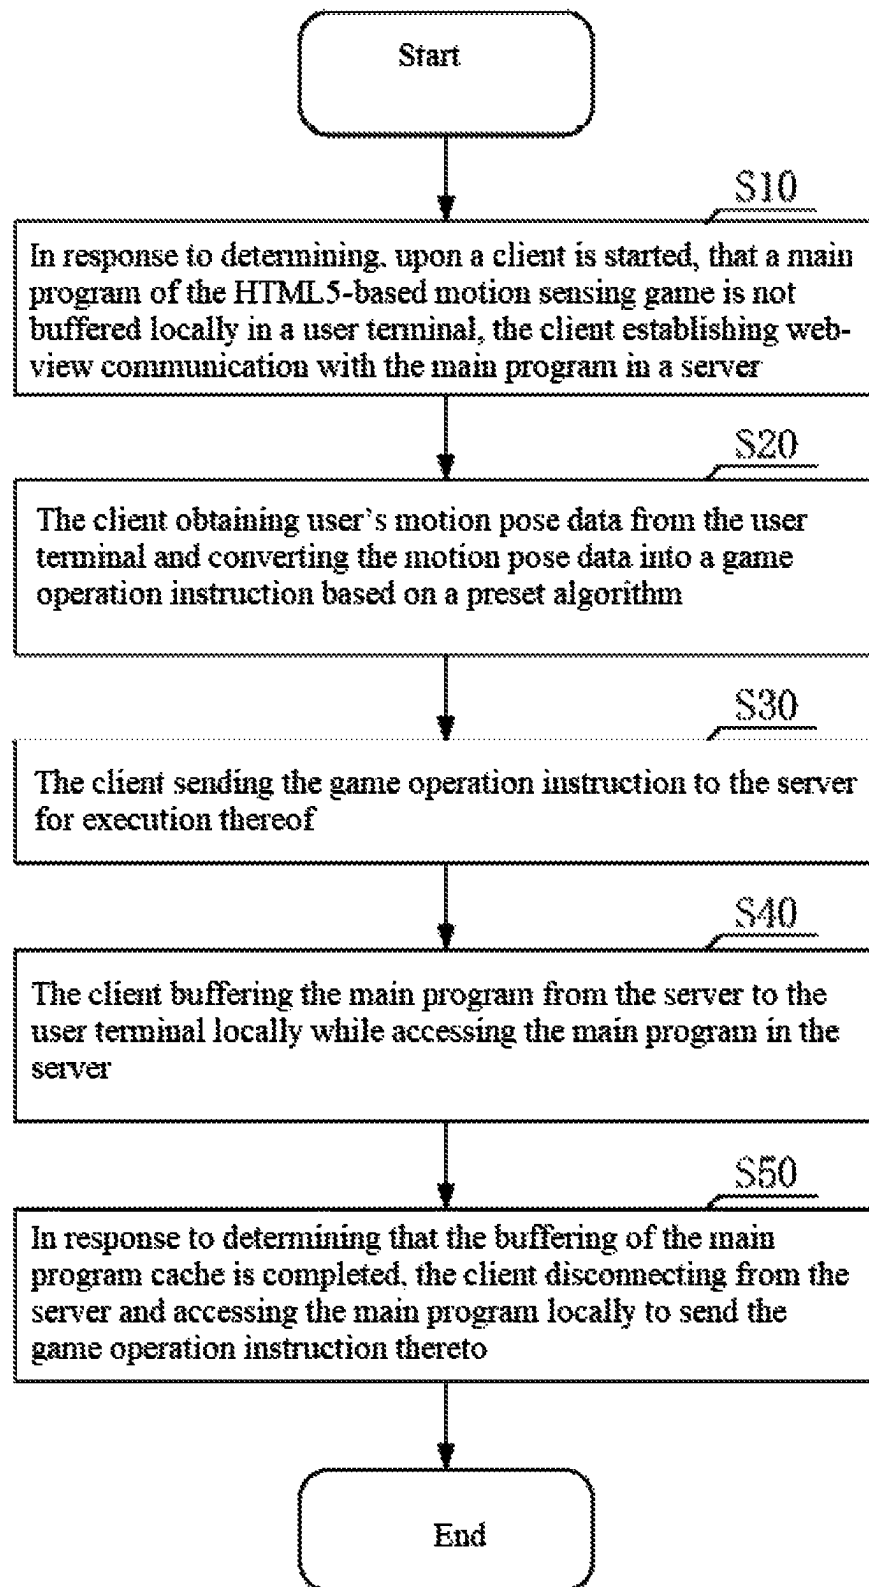 Start
S10
In response to determining, upon a client is started, that a main
program of the HTML5-based motion sensing game is not
buffered locally in a user terminal, the client establishing web-
view communication with the main program in a server
S20
The client obtaining user's motion pose data from the user
terminal and converting the motion pose data into a game
operation instruction based on a preset algorithm
S30
The client sending the game operation instruction to the server
for execution thereof
S40
The client buffering the main program from the server to the
user terminal locally while accessing the main program in the
server
S50
In response to determining that the buffering of the main
program cache is completed, the client disconnecting from the
server and accessing the main program locally to send the
game operation instruction thereto
End